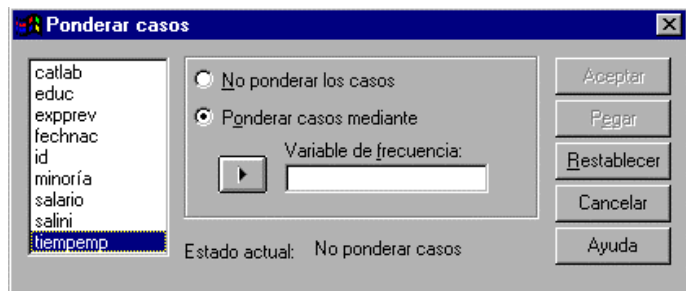 Ponderar casos
catlab
educ
expprev
fechnac
id
minoría
salario
salini
tiempemp
No ponderar los casos
Ponderar casos mediante
Variable de frecuencia:
Estado actual: No ponderar casos
Aceptar
Pegar
Restablecer
Cancelar
Ayuda